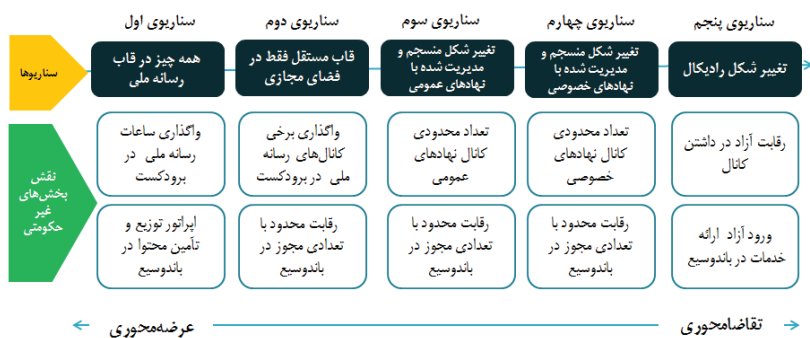 سناریوی اول
سناریوی دوم
سناریوی سوم
سناریوی چهارم
سناریوی پنجم
سناریوها
همه چیز در قاب
رسانه ملی
قاب مستقل فقط در
فضای مجازی
تغییر شکل منسجم و
مدیریت شده با
نهادهای عمومی
تغییر شکل منسجم و
مدیریت شده با
نهادهای خصوصی
تغییر شکل رادیکال
نقش
بخش‌های
غیر
حکومتی
واگذاری ساعات
رسانه ملی در
برودکست
واگذاری برخی
کانال‌های رسانه
ملی در برودکست
تعداد محدودی
کانال نهادهای
عمومی
تعداد محدودی
کانال نهادهای
خصوصی
رقابت آزاد در داشتن
کانال
اپراتور توزیع و
تأمین محتوا در
باندوسیع
رقابت محدود با
تعدادی مجوز در
باندوسیع
رقابت محدود با
تعدادی مجوز در
باندوسیع
رقابت محدود با
تعدادی مجوز در
باندوسیع
ورود آزاد ارائه
خدمات در باندوسیع
عرضه‌محوری
تقاضامحوری